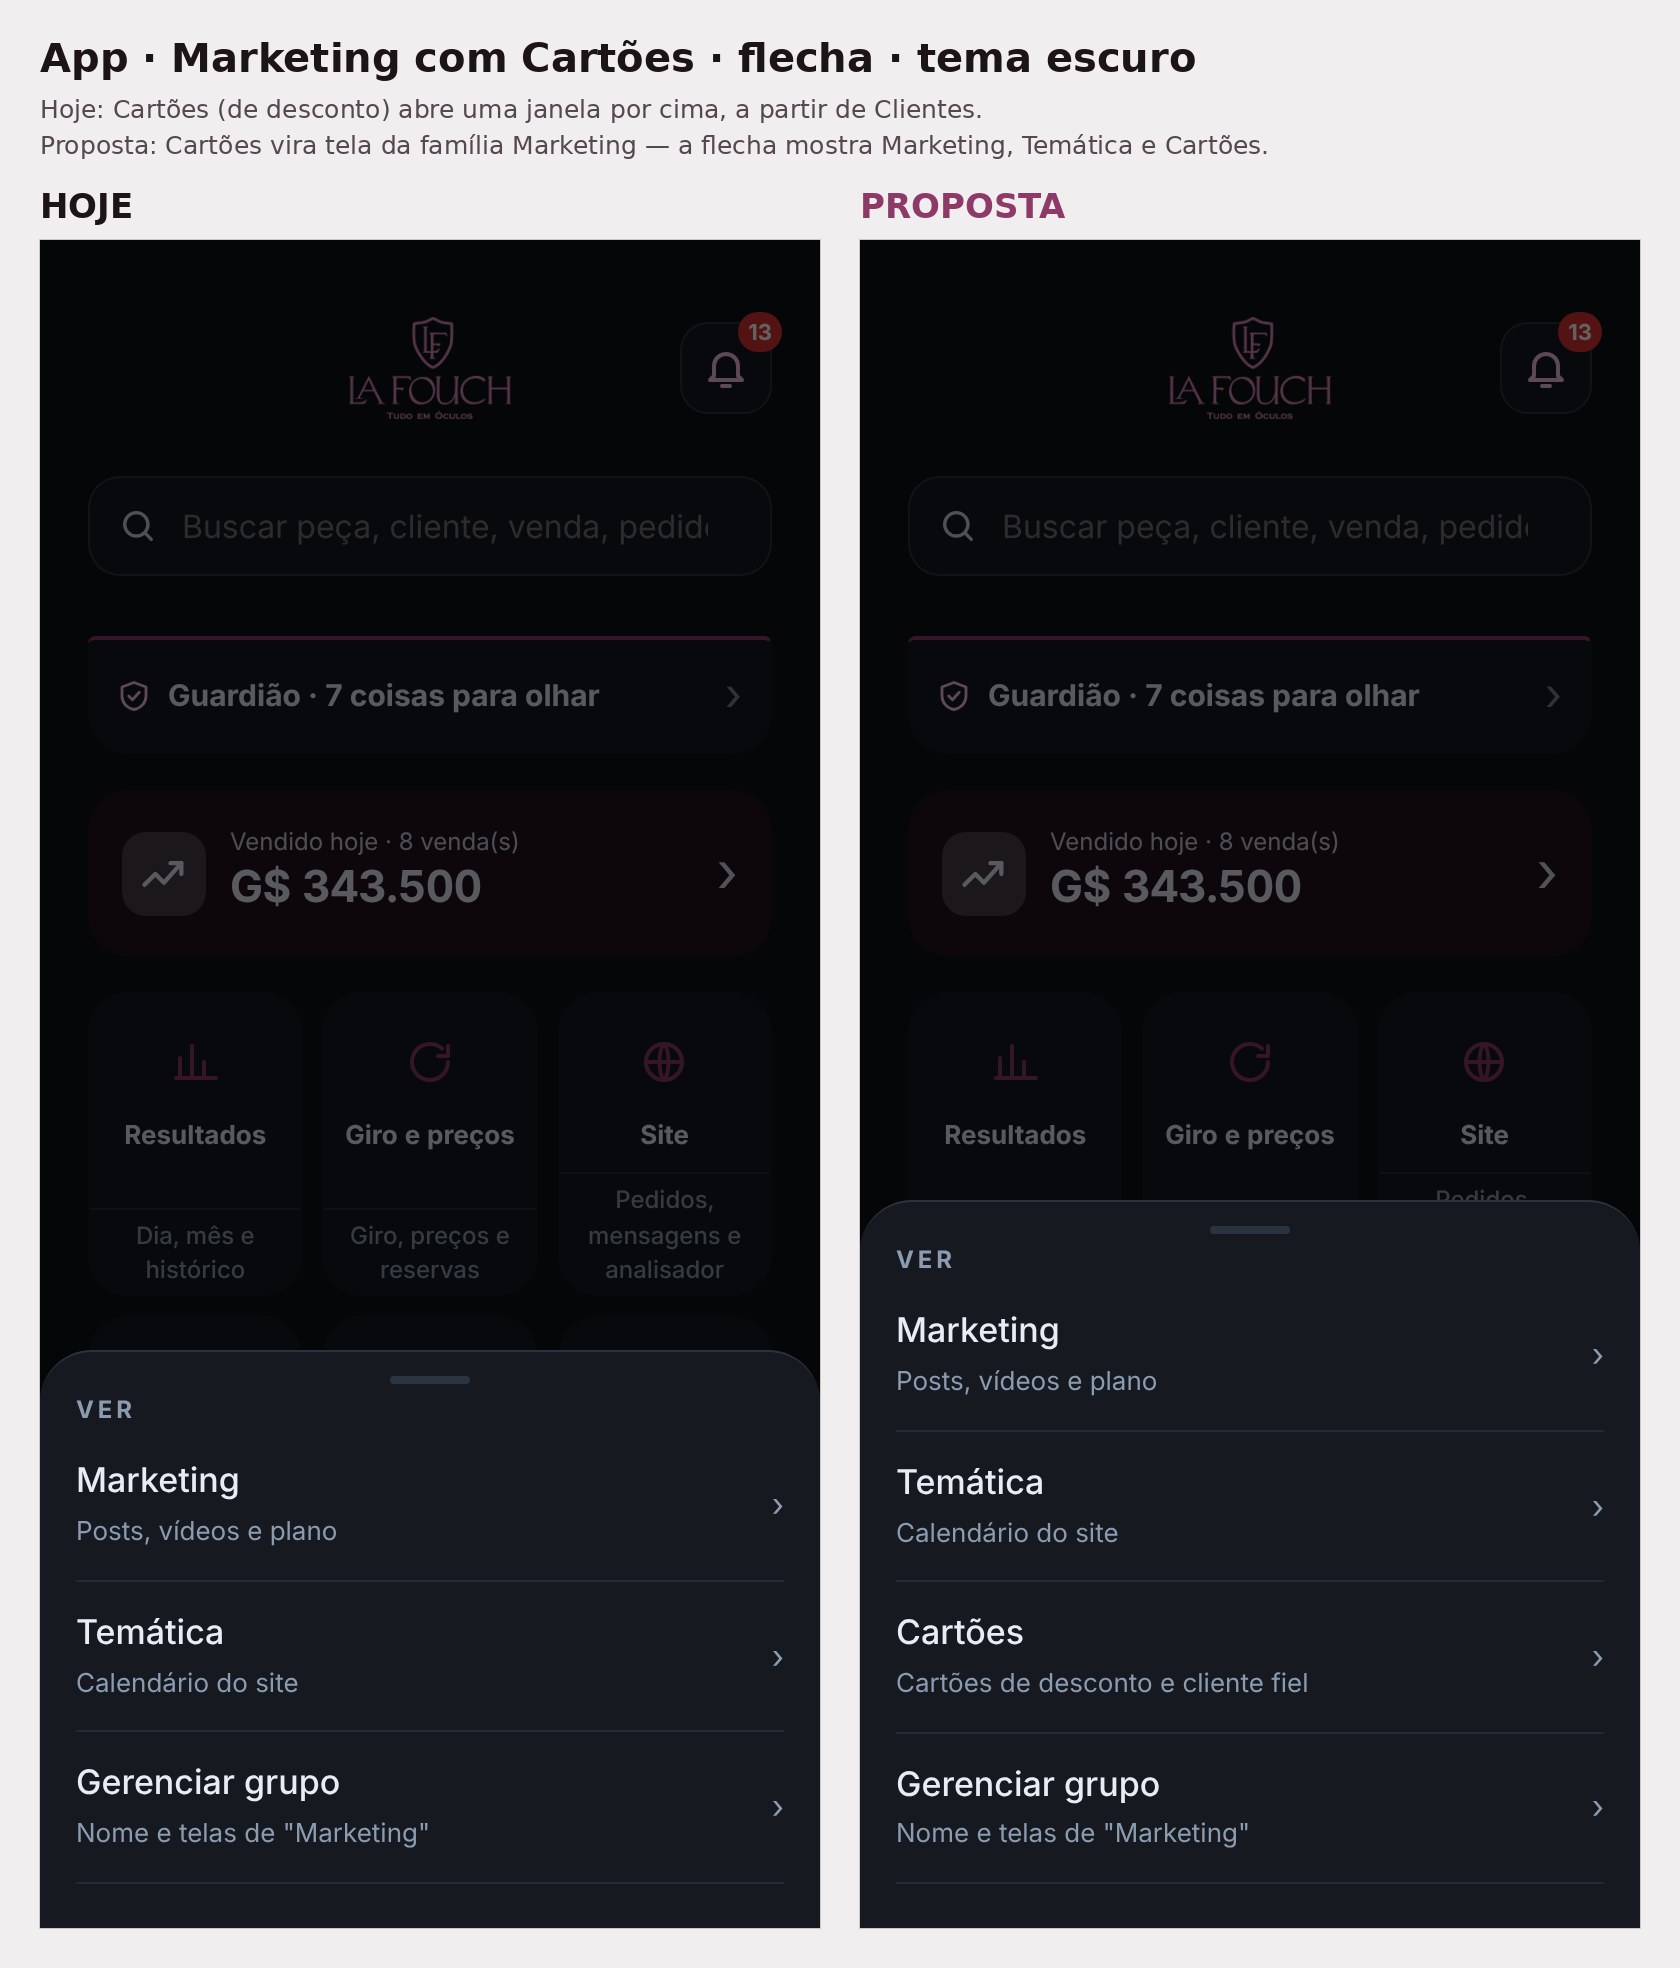 App · Marketing com Cartões · flecha · tema escuro
Hoje: Cartões (de desconto) abre uma janela por cima, a partir de Clientes.
Proposta: Cartões vira tela da família Marketing — a flecha mostra Marketing, Temática e Cartões.
HOJE
13
LF
LA FOUCH
TUDO EM ÓCULOS
Buscar peça, cliente, venda, pedid
Guardião · 7 coisas para olhar
Vendido hoje · 8 venda(s)
G$ 343.500
Resultados
Dia, mês e
histórico
Giro e preços
Giro, preços e
reservas
Site
Pedidos,
mensagens e
analisador
VER
Marketing
Posts, vídeos e plano
Temática
Calendário do site
Gerenciar grupo
Nome e telas de "Marketing"
PROPOSTA
13
LF
LA FOUCH
TUDO EM ÓCULOS
Buscar peça, cliente, venda, pedid
Guardião · 7 coisas para olhar
Vendido hoje · 8 venda(s)
G$ 343.500
Resultados
Giro e preços
Site
Pedidos,
VER
Marketing
Posts, vídeos e plano
Temática
Calendário do site
Cartões
Cartões de desconto e cliente fiel
Gerenciar grupo
Nome e telas de "Marketing"